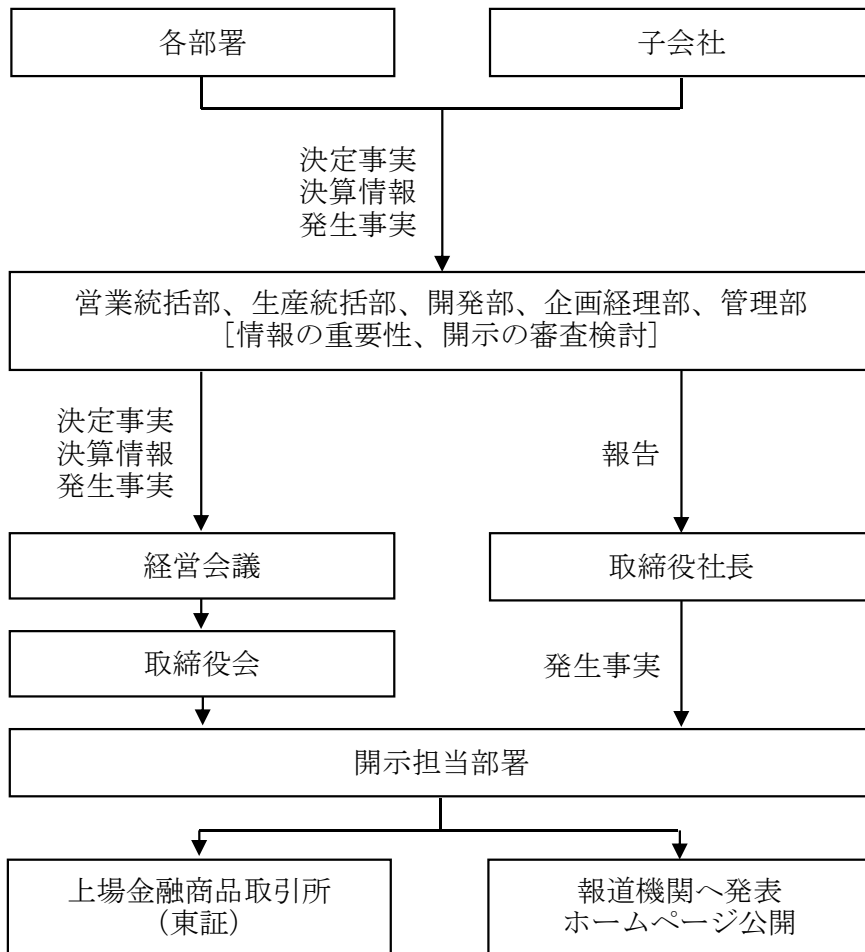 各部署
子会社
決定事実
決算情報
発生事実
営業統括部、生産統括部、開発部、企画経理部、管理部
[情報の重要性、開示の審査検討]
決定事実
決算情報
発生事実
報告
経営会議
取締役社長
取締役会
発生事実
開示担当部署
上場金融商品取引所
(東証)
報道機関へ発表
ホームページ公開